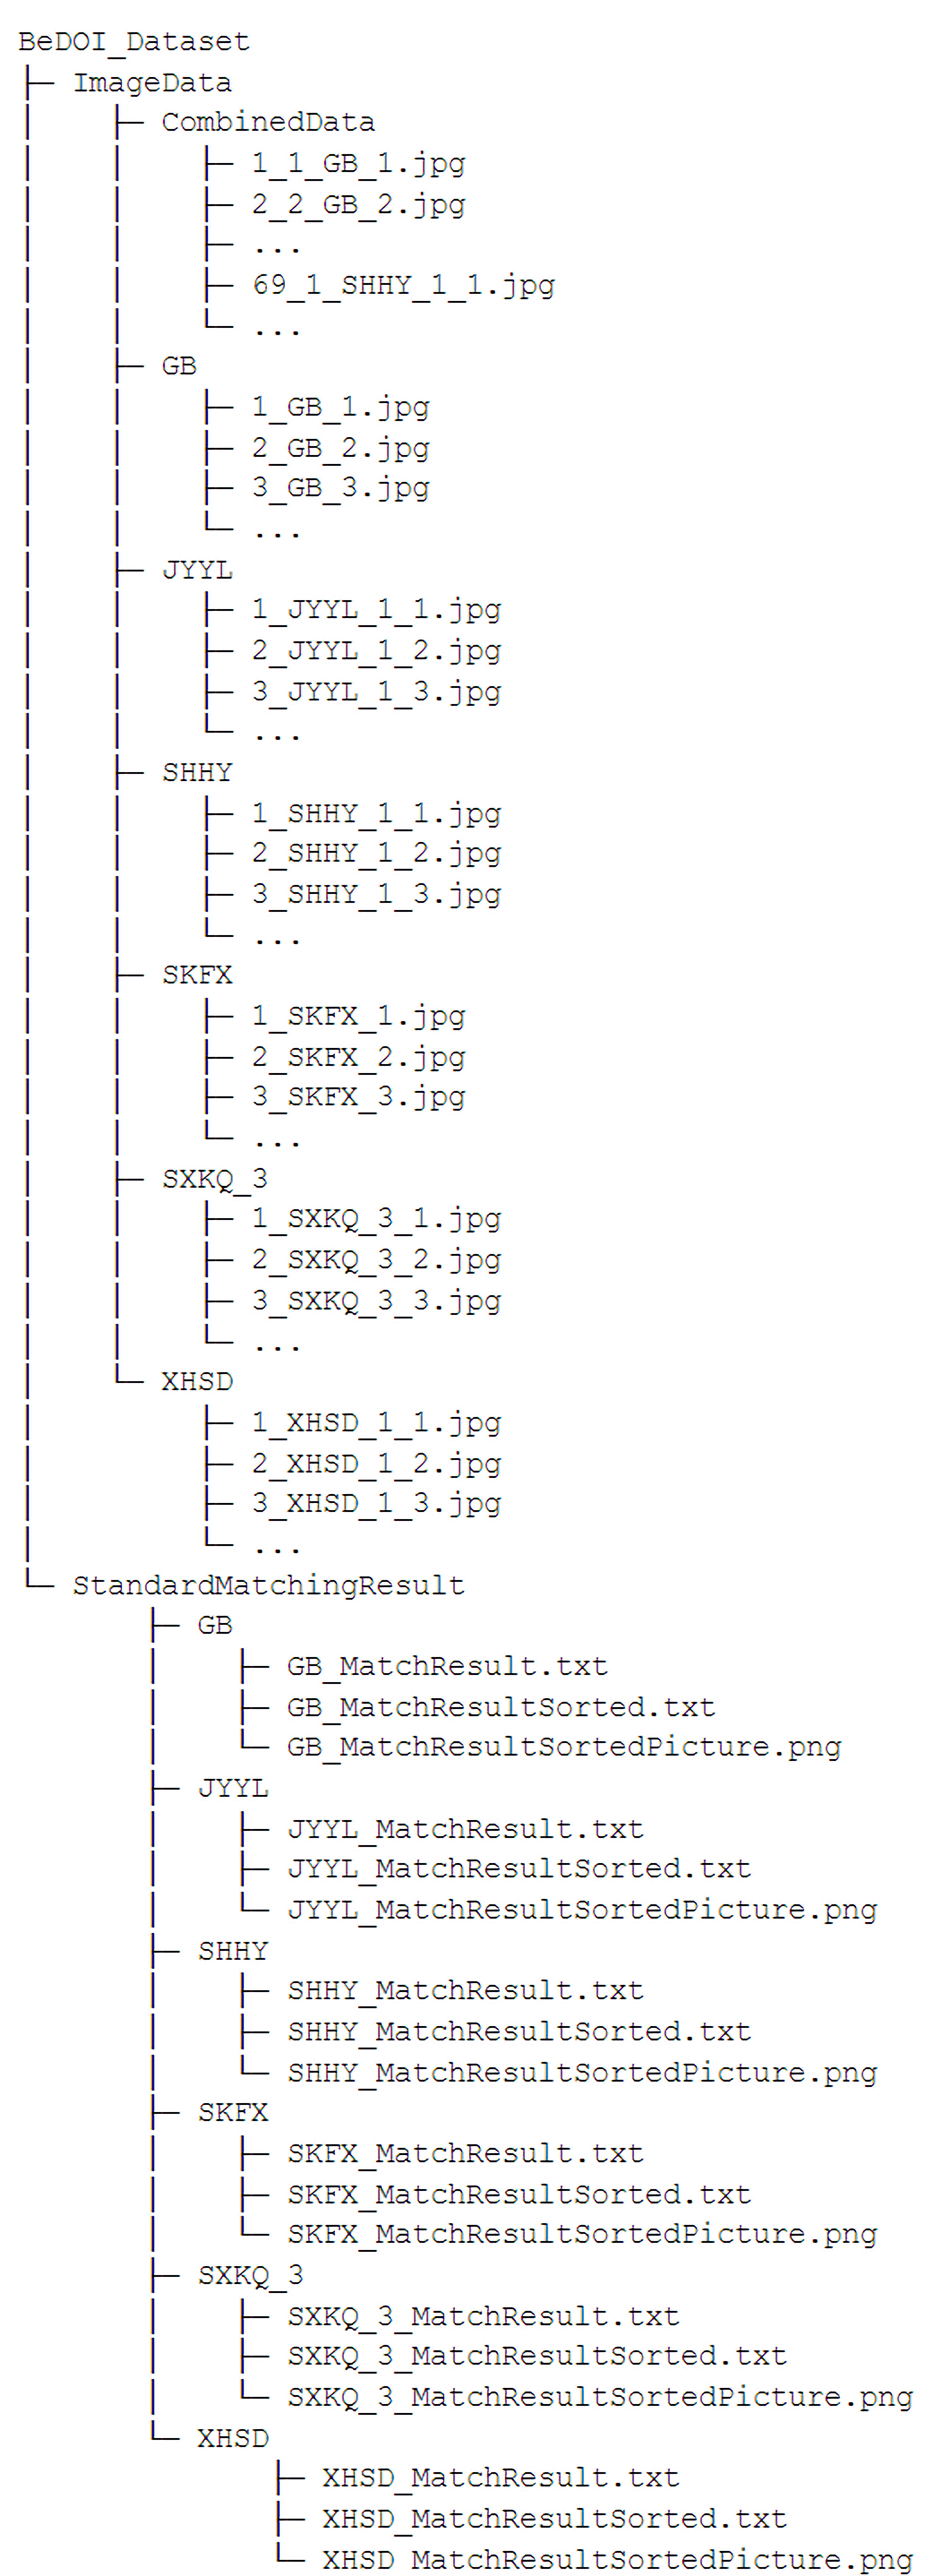 BeDOI_Dataset
├─ ImageData
│    ├─ CombinedData
│    │    ├─ 1_1_GB_1.jpg
│    │    ├─ 2_2_GB_2.jpg
│    │    ├─ ...
│    │    ├─ 69_1_SHHY_1_1.jpg
│    │    └─ ...
│    ├─ GB
│    │    ├─ 1_GB_1.jpg
│    │    ├─ 2_GB_2.jpg
│    │    ├─ 3_GB_3.jpg
│    │    └─ ...
│    ├─ JYYL
│    │    ├─ 1_JYYL_1_1.jpg
│    │    ├─ 2_JYYL_1_2.jpg
│    │    ├─ 3_JYYL_1_3.jpg
│    │    └─ ...
│    ├─ SHHY
│    │    ├─ 1_SHHY_1_1.jpg
│    │    ├─ 2_SHHY_1_2.jpg
│    │    ├─ 3_SHHY_1_3.jpg
│    │    └─ ...
│    ├─ SKFX
│    │    ├─ 1_SKFX_1.jpg
│    │    ├─ 2_SKFX_2.jpg
│    │    ├─ 3_SKFX_3.jpg
│    │    └─ ...
│    ├─ SXKQ_3
│    │    ├─ 1_SXKQ_3_1.jpg
│    │    ├─ 2_SXKQ_3_2.jpg
│    │    ├─ 3_SXKQ_3_3.jpg
│    │    └─ ...
│    └─ XHSD
│         ├─ 1_XHSD_1_1.jpg
│         ├─ 2_XHSD_1_2.jpg
│         ├─ 3_XHSD_1_3.jpg
│         └─ ...
└─ StandardMatchingResult
       ├─ GB
       │    ├─ GB_MatchResult.txt
       │    ├─ GB_MatchResultSorted.txt
       │    └─ GB_MatchResultSortedPicture.png
       ├─ JYYL
       │    ├─ JYYL_MatchResult.txt
       │    ├─ JYYL_MatchResultSorted.txt
       │    └─ JYYL_MatchResultSortedPicture.png
       ├─ SHHY
       │    ├─ SHHY_MatchResult.txt
       │    ├─ SHHY_MatchResultSorted.txt
       │    └─ SHHY_MatchResultSortedPicture.png
       ├─ SKFX
       │    ├─ SKFX_MatchResult.txt
       │    ├─ SKFX_MatchResultSorted.txt
       │    └─ SKFX_MatchResultSortedPicture.png
       ├─ SXKQ_3
       │    ├─ SXKQ_3_MatchResult.txt
       │    ├─ SXKQ_3_MatchResultSorted.txt
       │    └─ SXKQ_3_MatchResultSortedPicture.png
       └─ XHSD
              ├─ XHSD_MatchResult.txt
              ├─ XHSD_MatchResultSorted.txt
              └─ XHSD_MatchResultSortedPicture.png